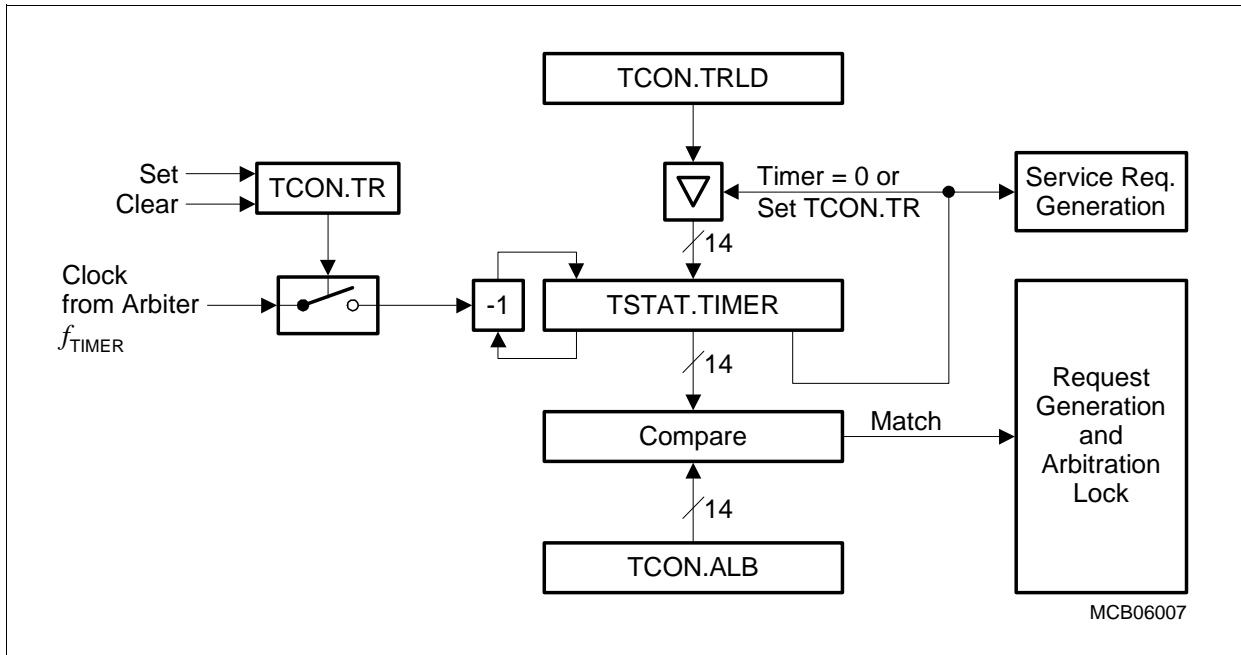 TCON.TRLD
Set
Clear
TCON.TR
Timer = 0 or
Set TCON.TR
Service Req.
Generation
14
Clock
from Arbiter
fTIMER
-1
TSTAT.TIMER
14
Compare
Match
Request
Generation
and
Arbitration
Lock
14
TCON.ALB
MCB06007